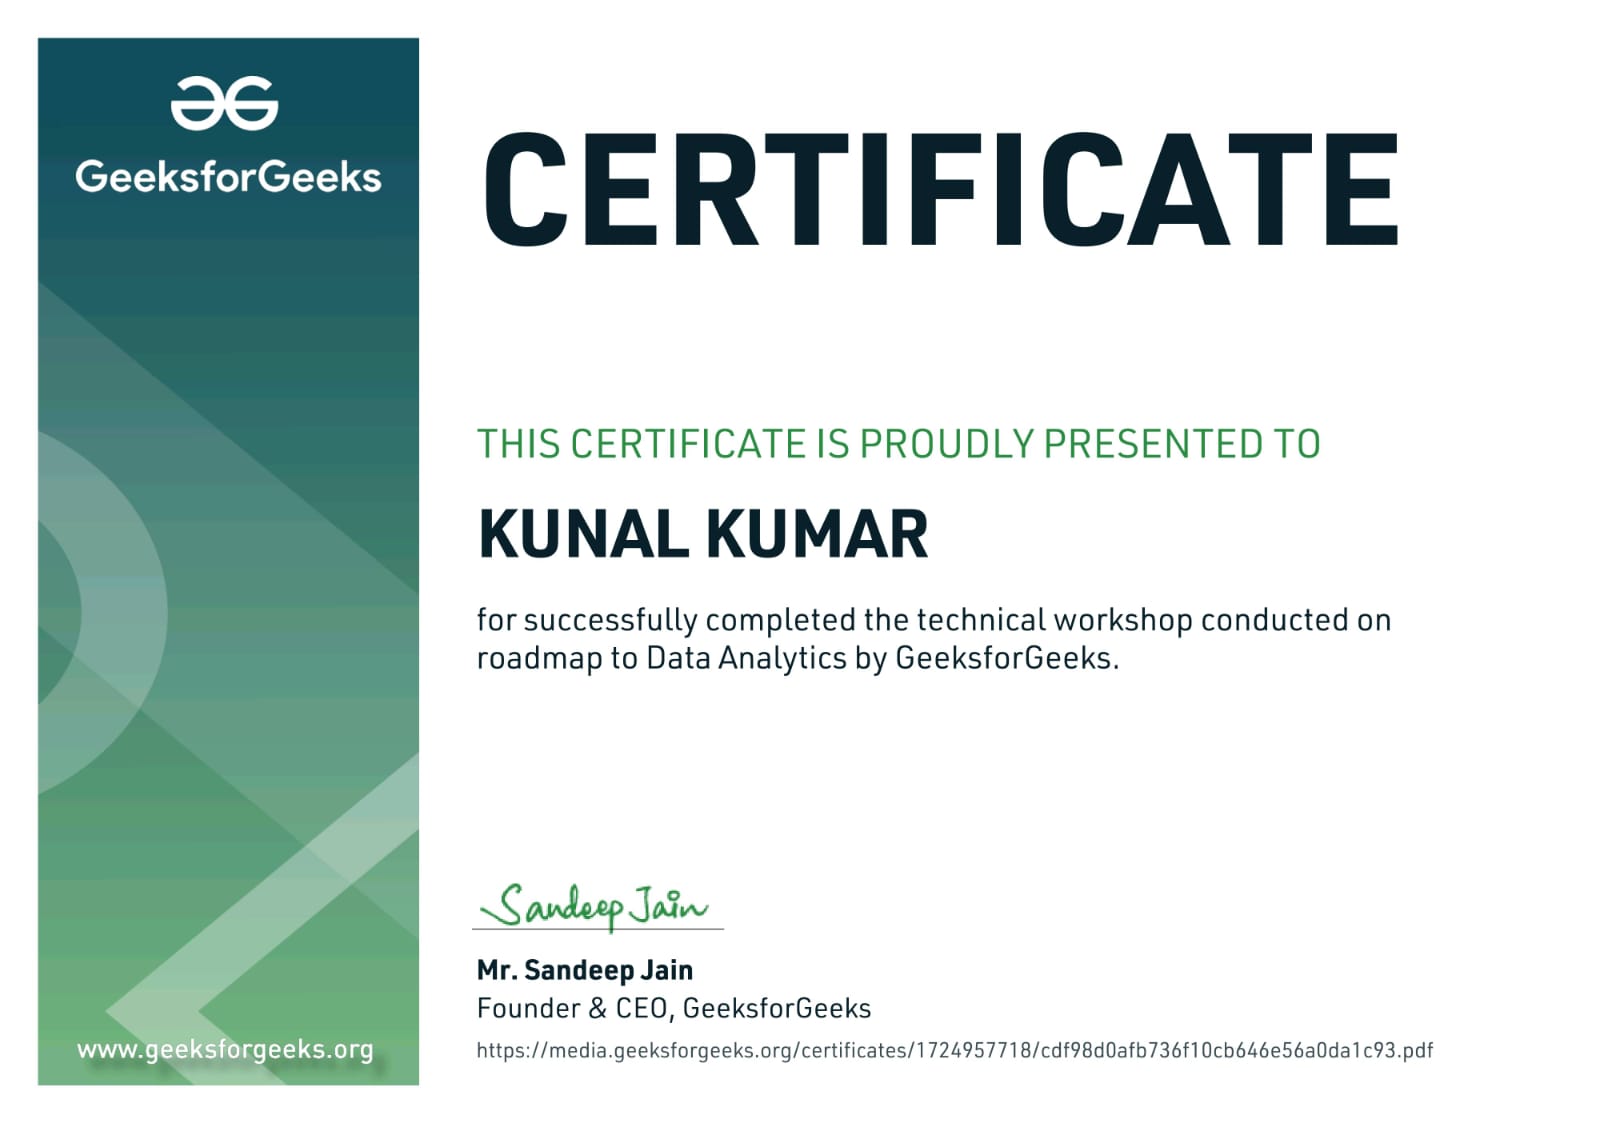 GeeksforGeeks
CERTIFICATE
THIS CERTIFICATE IS PROUDLY PRESENTED TO
KUNAL KUMAR
for successfully completed the technical workshop conducted on
roadmap to Data Analytics by GeeksforGeeks.
Sandeep Jain
Mr. Sandeep Jain
Founder & CEO, GeeksforGeeks
www.geeksforgeeks.org
https://media.geeksforgeeks.org/certificates/1724957718/cdf98d0afb736f10cb646e56a0da1c93.pdf